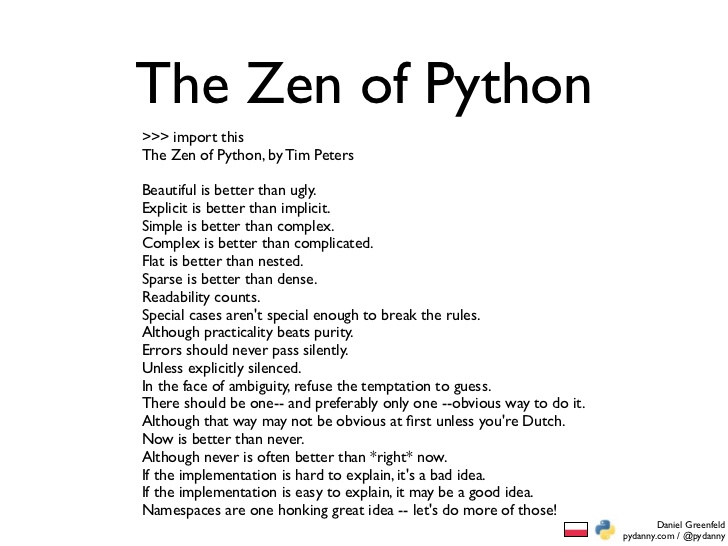 The Zen of Python
>>> import this
The Zen of Python, by Tim Peters
Beautiful is better than ugly.
Explicit is better than implicit.
Simple is better than complex.
Complex is better than complicated.
Flat is better than nested.
Sparse is better than dense.
Readability counts.
Special cases aren't special enough to break the rules.
Although practicality beats purity.
Errors should never pass silently.
Unless explicitly silenced.
In the face of ambiguity, refuse the temptation to guess.
There should be one-- and preferably only one --obvious way to do it.
Although that way may not be obvious at first unless you're Dutch.
Now is better than never.
Although never is often better than *right* now.
If the implementation is hard to explain, it's a bad idea.
If the implementation is easy to explain, it may be a good idea.
Namespaces are one honking great idea -- let's do more of those!
Daniel Greenfeld
pydanny.com / @pydanny